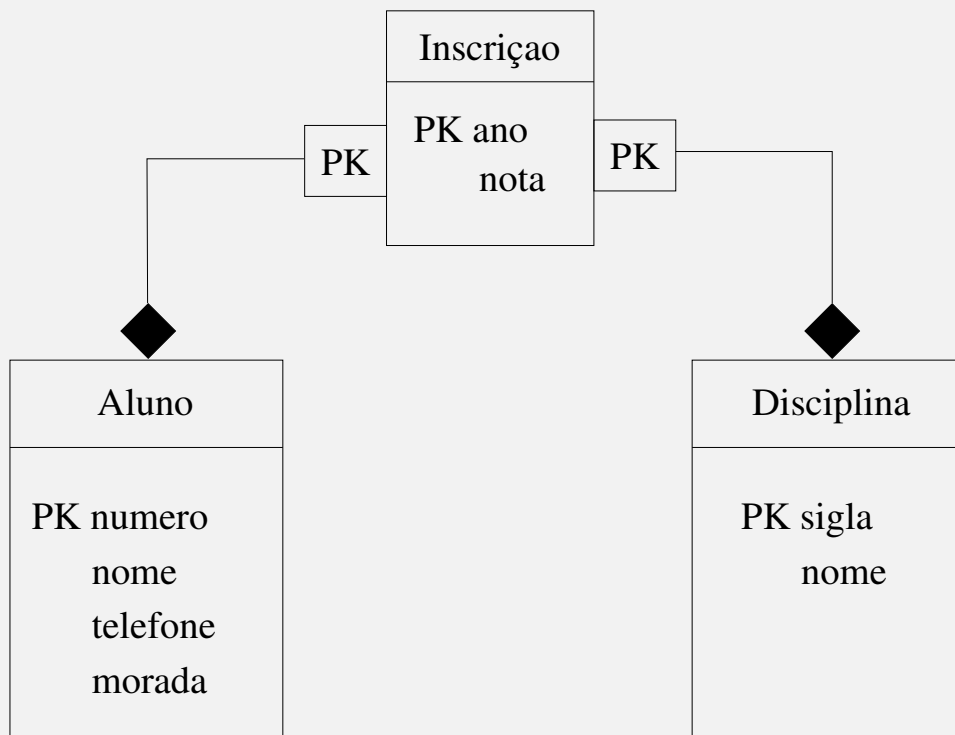 Inscriçao
PK
PK ano
nota
PK
Aluno
PK numero
nome
telefone
morada
Disciplina
PK sigla
nome